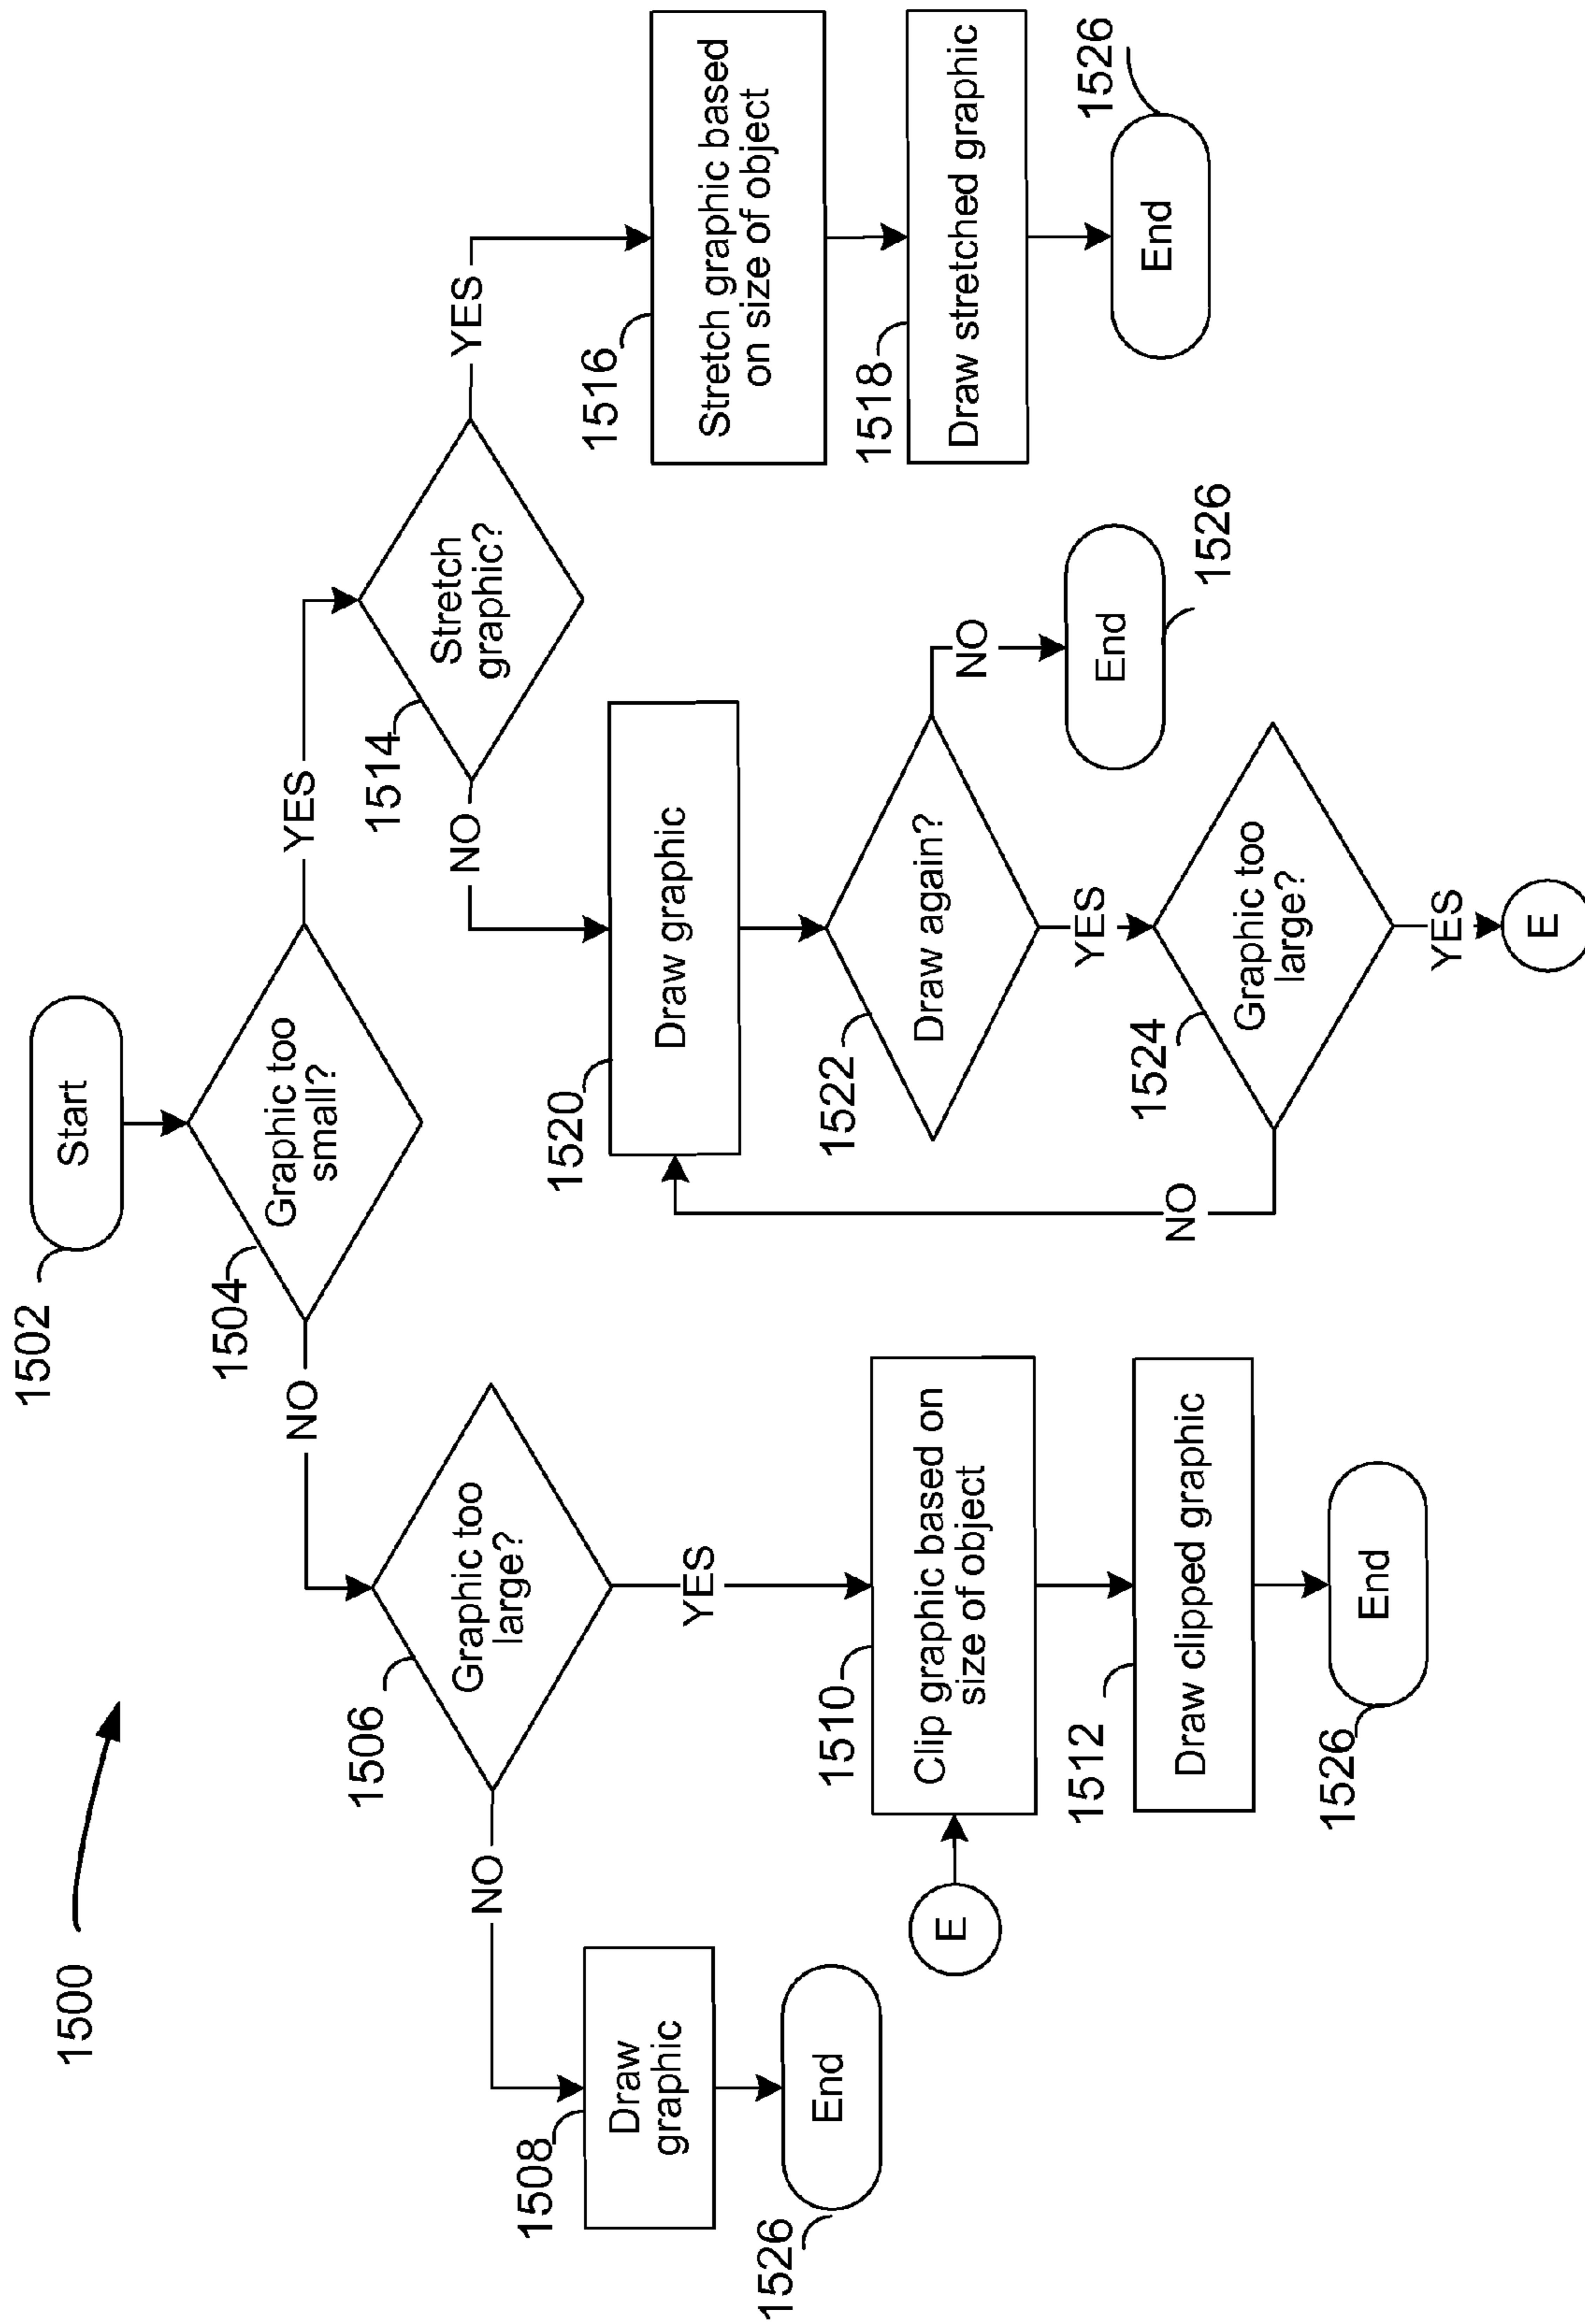 1500
1502
Start
1504
Graphic too
small?
NO
YES
1506
Graphic too
large?
NO
YES
1508
Draw
graphic
End
1526
1510
Clip graphic based on
size of object
E
1512
Draw clipped graphic
End
1526
1514
Stretch
graphic?
NO
YES
1516
Stretch graphic based
on size of object
1518
Draw stretched graphic
End
1526
1520
Draw graphic
1522
Draw again?
NO
End
1526
YES
1524
Graphic too
large?
NO
YES
E